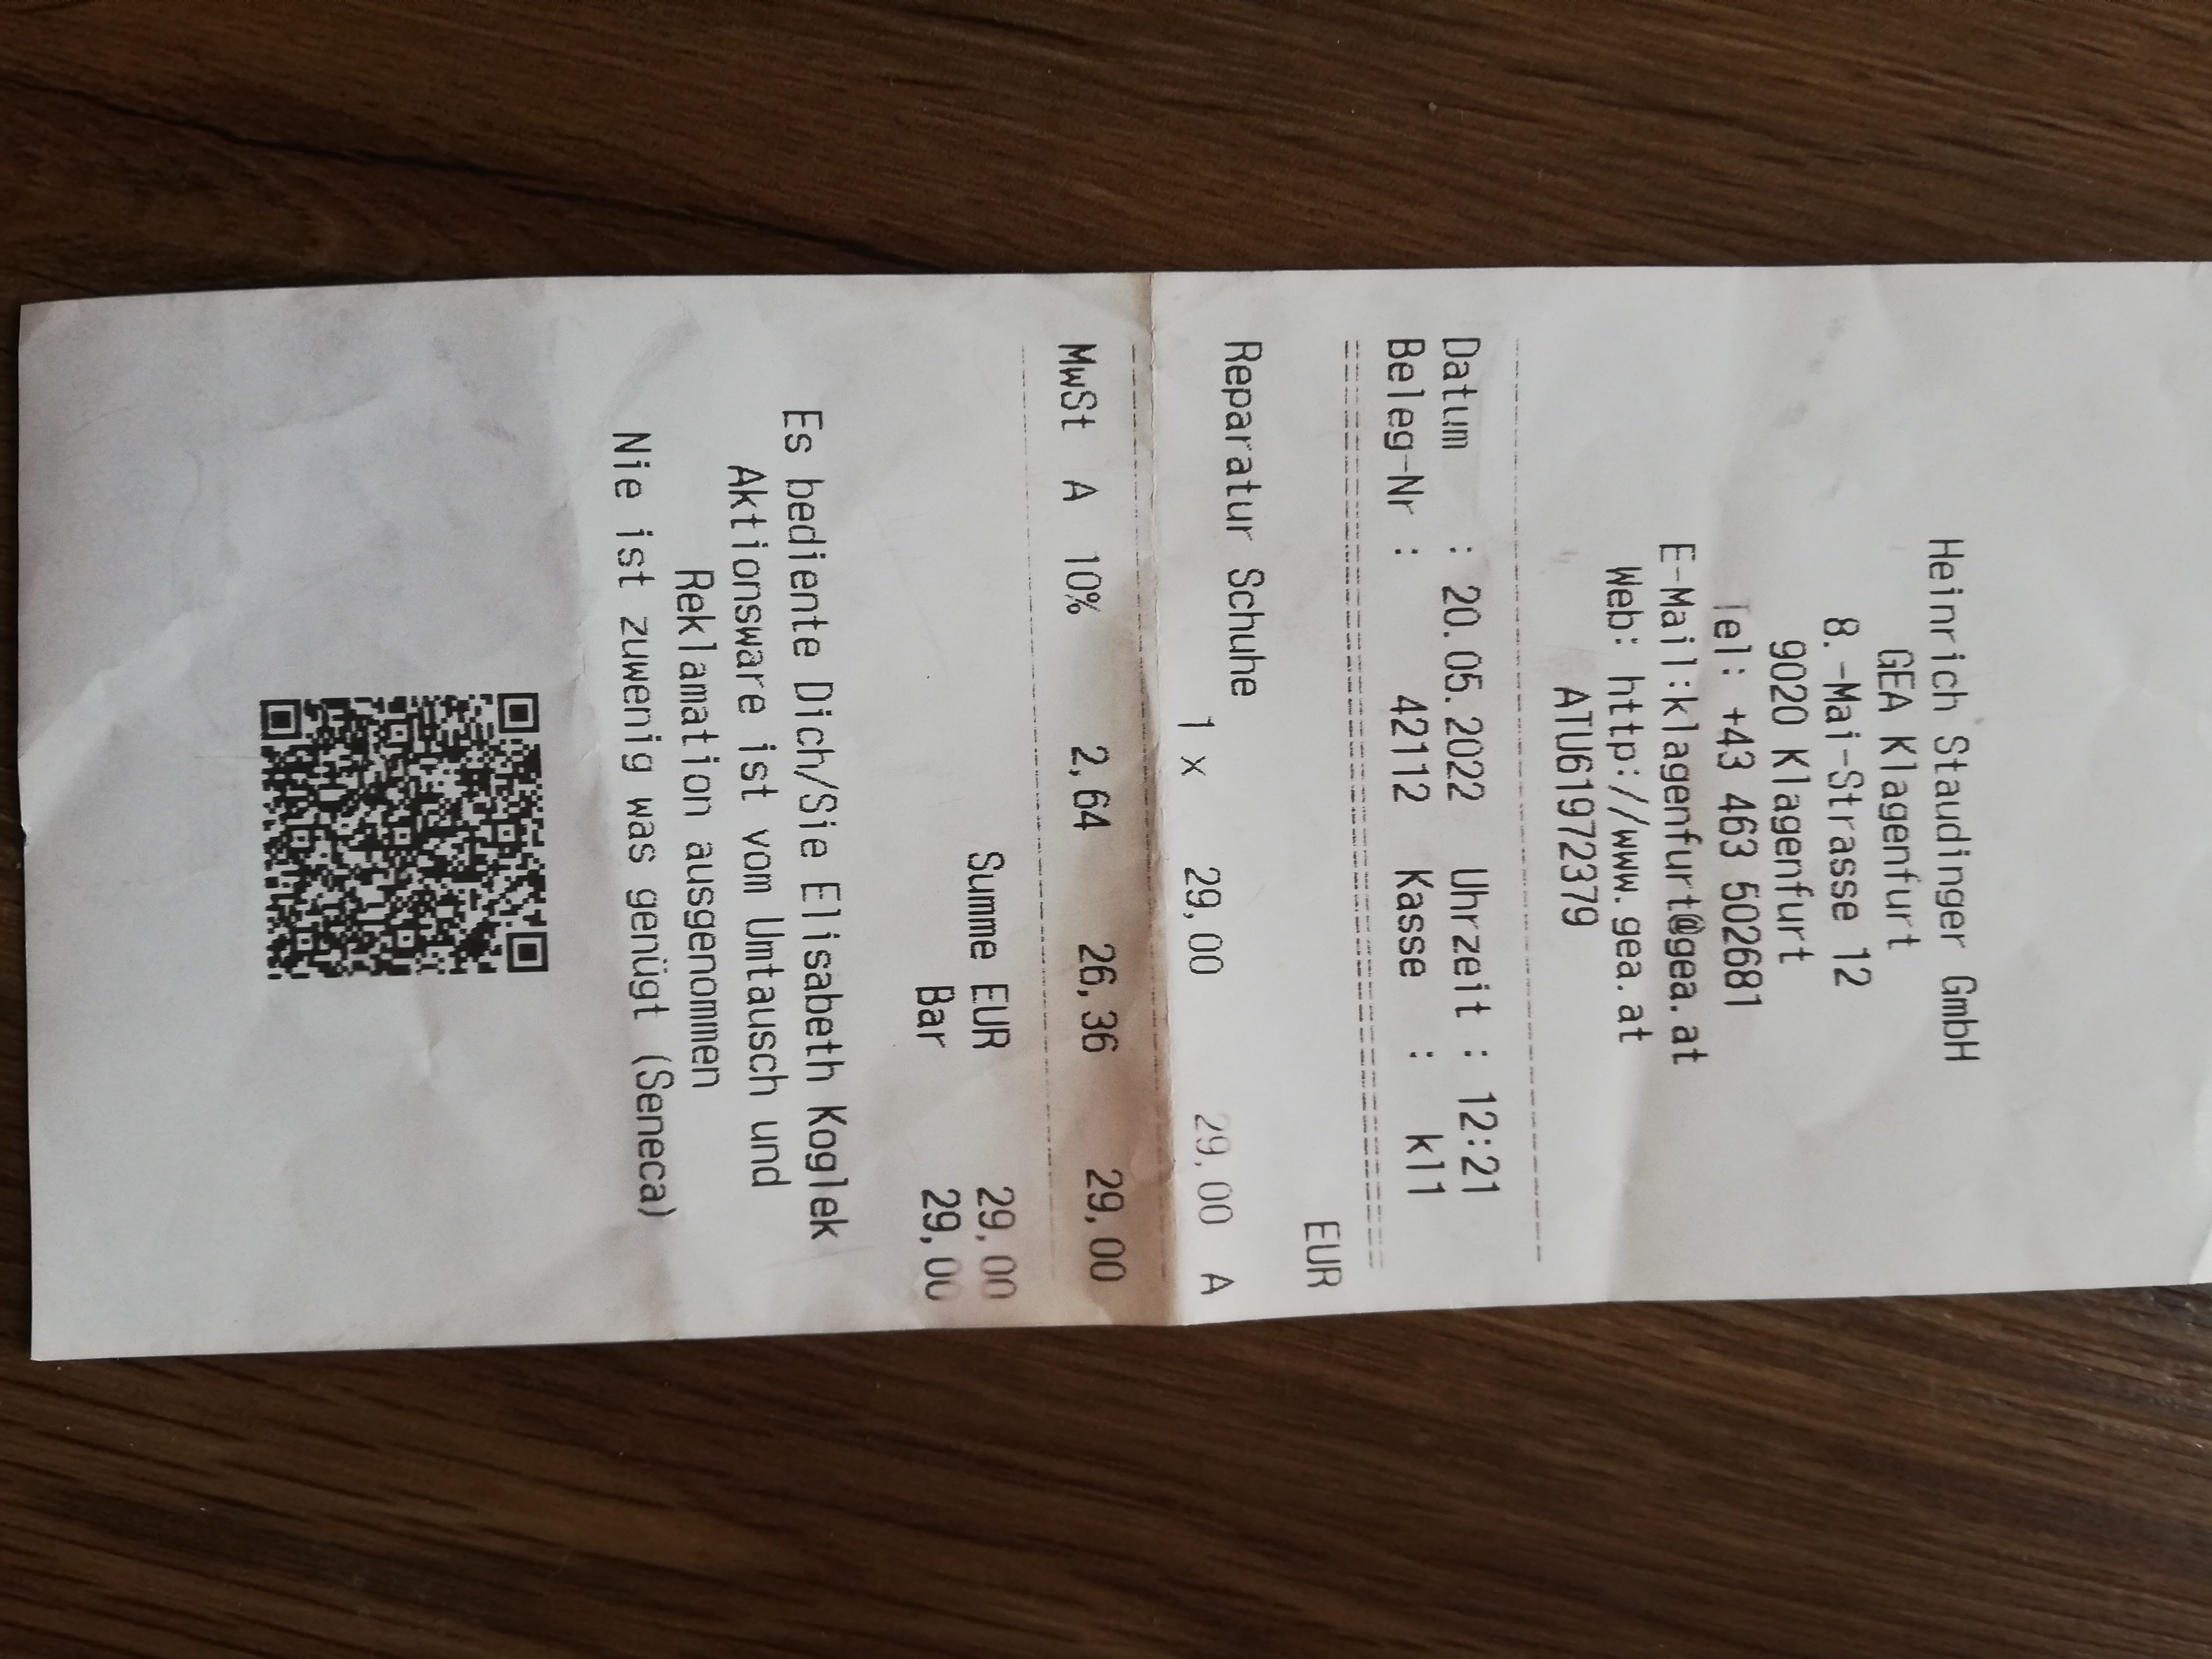 Heinrich Staudinger GmbH
GEA Klagenfurt
8.-Mai-Strasse 12
9020 Klagenfurt
Tel: +43 463 502681
E-Mail:klagenfurt@gea.at
Web: http://www.gea.at
ATU61972379
Datum : 20.05.2022 Uhrzeit : 12:21
Beleg-Nr : 42112 Kasse : kl1
EUR
Reparatur Schuhe
1 x 29,00 29,00 A
MwSt A 10% 2,64 26,36 29,00
Summe EUR 29,00
Bar 29,00
Es bediente Dich/Sie Elisabeth Koglek
Aktionsware ist vom Umtausch und
Reklamation ausgenommen
Nie ist zuwenig was genügt (Seneca)